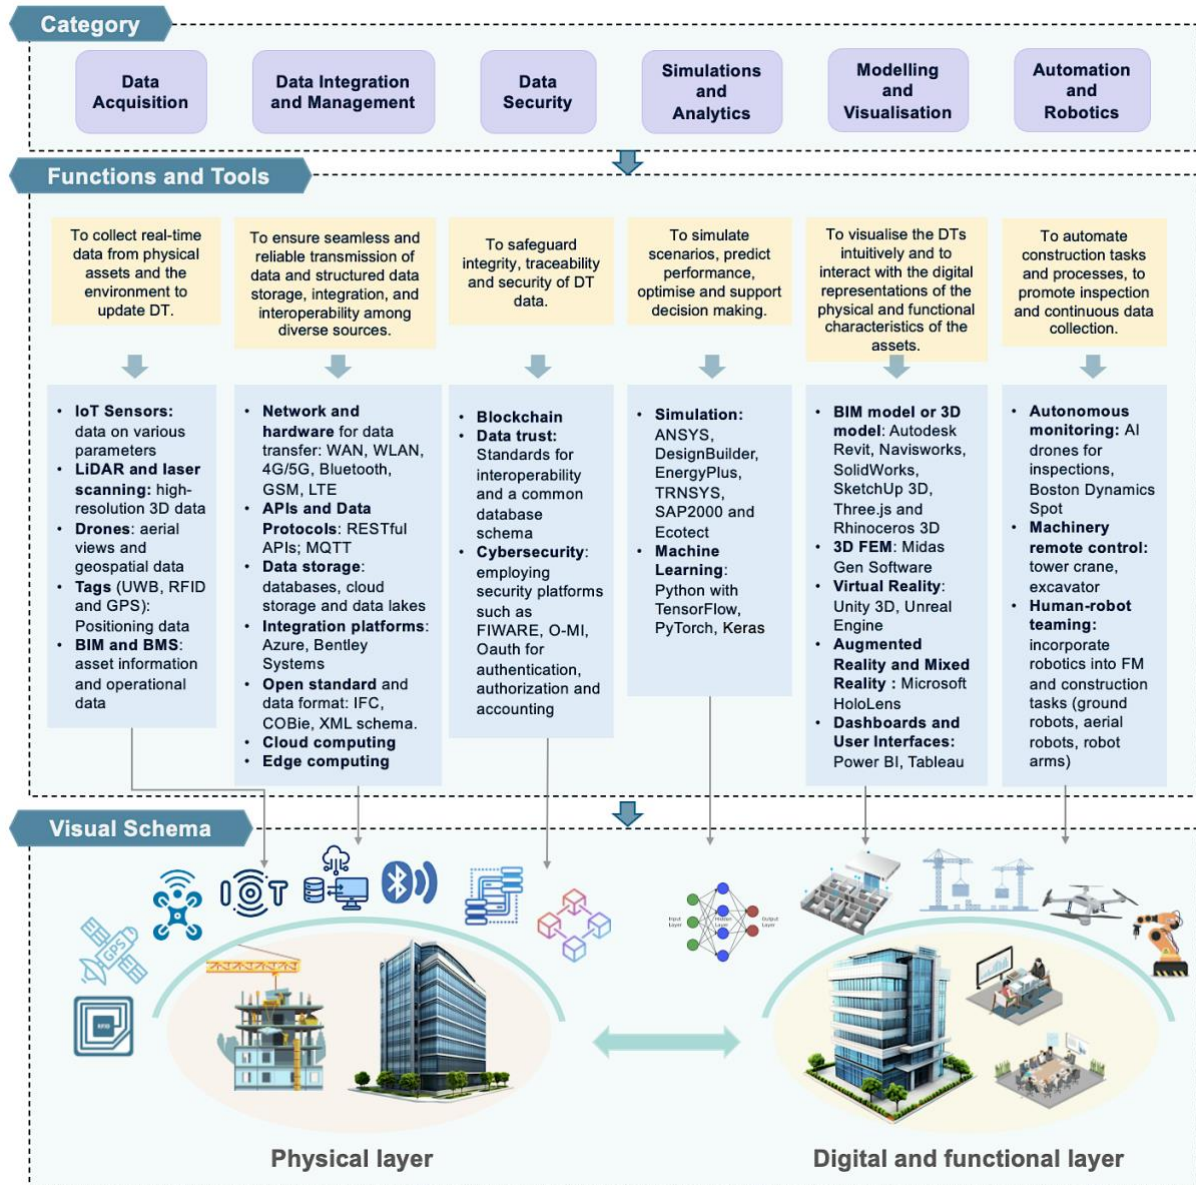 Category
Data
Acquisition
Data Integration
and Management
Data
Security
Simulations
and
Analytics
Modelling
and
Visualisation
Automation
and
Robotics
Functions and Tools
To collect real-time
data from physical
assets and the
environment to
update DT.
To ensure seamless and
reliable transmission of
data and structured data
storage, integration, and
interoperability among
diverse sources.
To safeguard
integrity, traceability
and security of DT
data.
To simulate
scenarios, predict
performance,
optimise and support
decision making.
To visualise the DTs
intuitively and to
interact with the digital
representations of the
physical and functional
characteristics of the
assets.
To automate
construction tasks
and processes, to
promote inspection
and continuous data
collection.
• IoT Sensors:
data on various
parameters
• LiDAR and laser
scanning: high-
resolution 3D data
• Drones: aerial
views and
geospatial data
• Tags (UWB, RFID
and GPS):
Positioning data
• BIM and BMS:
asset information
and operational
data
• Network and
hardware for data
transfer: WAN, WLAN,
4G/5G, Bluetooth,
GSM, LTE
• APIs and Data
Protocols: RESTful
APIs; MQTT
• Data storage:
databases, cloud
storage and data lakes
• Integration platforms:
Azure, Bentley
Systems
• Open standard and
data format: IFC,
COBie, XML schema.
• Cloud computing
• Edge computing
• Blockchain
• Data trust:
Standards for
interoperability
and a common
database
schema
• Cybersecurity:
employing
security platforms
such as
FIWARE, O-MI,
Oauth for
authentication,
authorization and
accounting
• Simulation:
ANSYS,
DesignBuilder,
EnergyPlus,
TRNSYS,
SAP2000 and
Ecotect
• Machine
Learning:
Python with
TensorFlow,
PyTorch, Keras
• BIM model or 3D
model: Autodesk
Revit, Navisworks,
SolidWorks,
SketchUp 3D,
Three.js and
Rhinoceros 3D
• 3D FEM: Midas
Gen Software
• Virtual Reality:
Unity 3D, Unreal
Engine
• Augmented
Reality and Mixed
Reality : Microsoft
HoloLens
• Dashboards and
User Interfaces:
Power BI, Tableau
• Autonomous
monitoring: AI
drones for
inspections,
Boston Dynamics
Spot
• Machinery
remote control:
tower crane,
excavator
• Human-robot
teaming:
incorporate
robotics into FM
and construction
tasks (ground
robots, aerial
robots, robot
arms)
Visual Schema
GPS
RFID
IOT
Input
Layer
Hidden
Layer
Output
Layer
Physical layer
Digital and functional layer